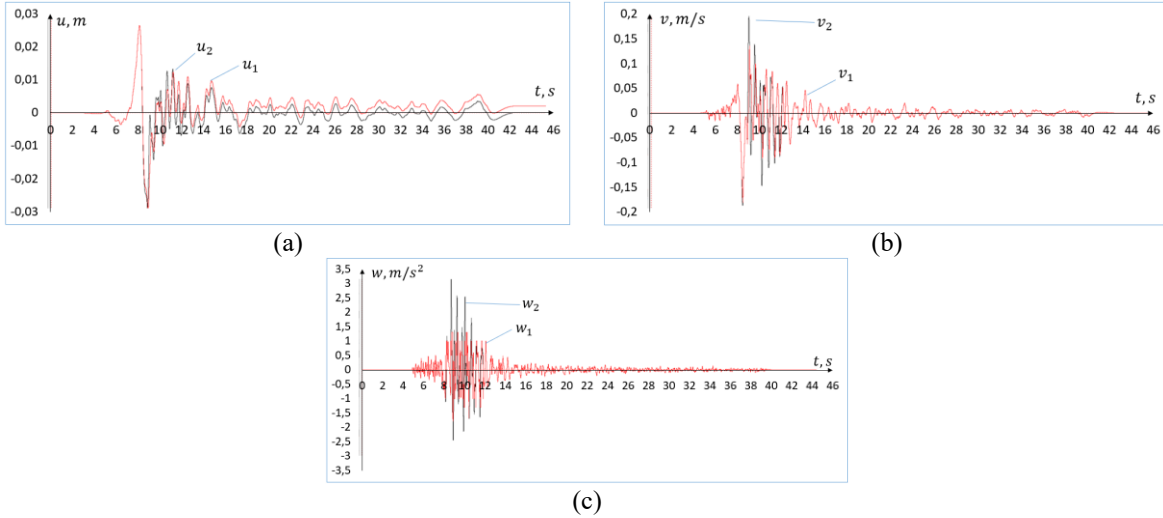 u, m
0,03
0,02
0,01
0
-0,01
-0,02
-0,03
u₂
u₁
t, s
0 2 4 6 8 10 12 14 16 18 20 22 24 26 28 30 32 34 36 38 40 42 44 46
(a)
v, m/s
0,2
0,15
0,1
0,05
0
-0,05
-0,1
-0,15
-0,2
v₂
v₁
t, s
0 2 4 6 8 10 12 14 16 18 20 22 24 26 28 30 32 34 36 38 40 42 44 46
(b)
w, m/s²
3,5
3
2,5
2
1,5
1
0,5
0
-0,5
-1
-1,5
-2
-2,5
-3
-3,5
w₂
w₁
t, s
0 2 4 6 8 10 12 14 16 18 20 22 24 26 28 30 32 34 36 38 40 42 44 46
(c)